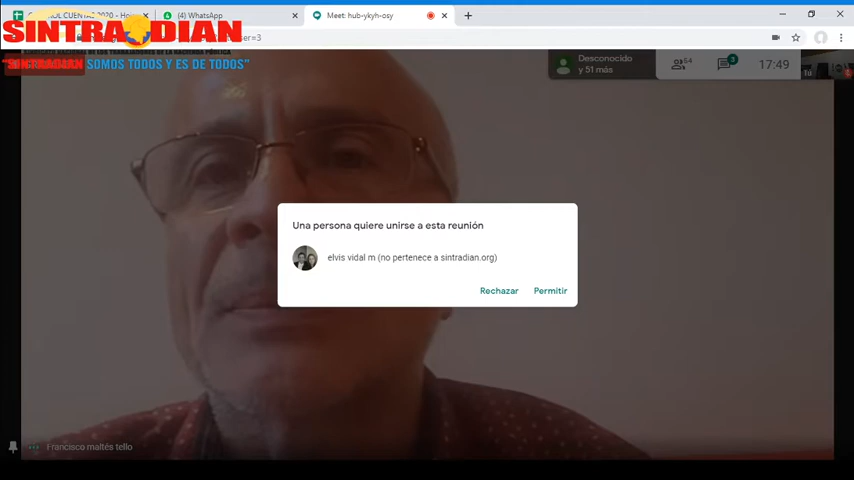 (4) WhatsApp
Meet: hub-ykyh-osy
SINTRADIAN
SINDICATO NACIONAL DE LOS TRABAJADORES DE LA HACIENDA PÚBLICA
"SINTRADIAN SOMOS TODOS Y ES DE TODOS"
Desconocido
y 51 más
54
3
17:49
Tú
Una persona quiere unirse a esta reunión
elvis vidal m (no pertenece a sintradian.org)
Rechazar Permitir
Francisco maltés tello